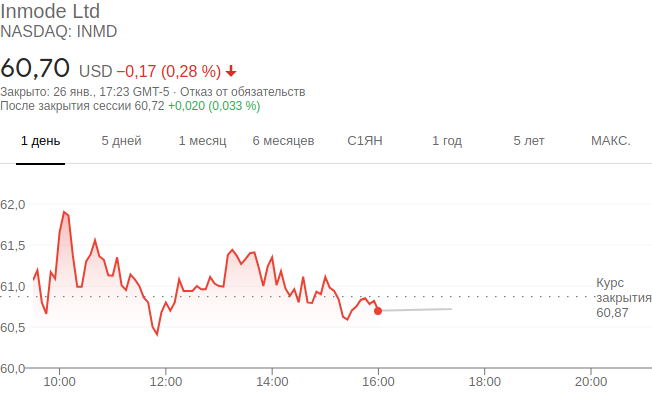 Inmode Ltd
NASDAQ: INMD
60,70 USD −0,17 (0,28 %)
Закрыто: 26 янв., 17:23 GMT-5 · Отказ от обязательств
После закрытия сессии 60,72 +0,020 (0,033 %)
1 день 5 дней 1 месяц 6 месяцев С1ЯН 1 год 5 лет МАКС.
62,0
61,5
61,0
60,5
60,0
Курс
закрытия
60,87
10:00 12:00 14:00 16:00 18:00 20:00